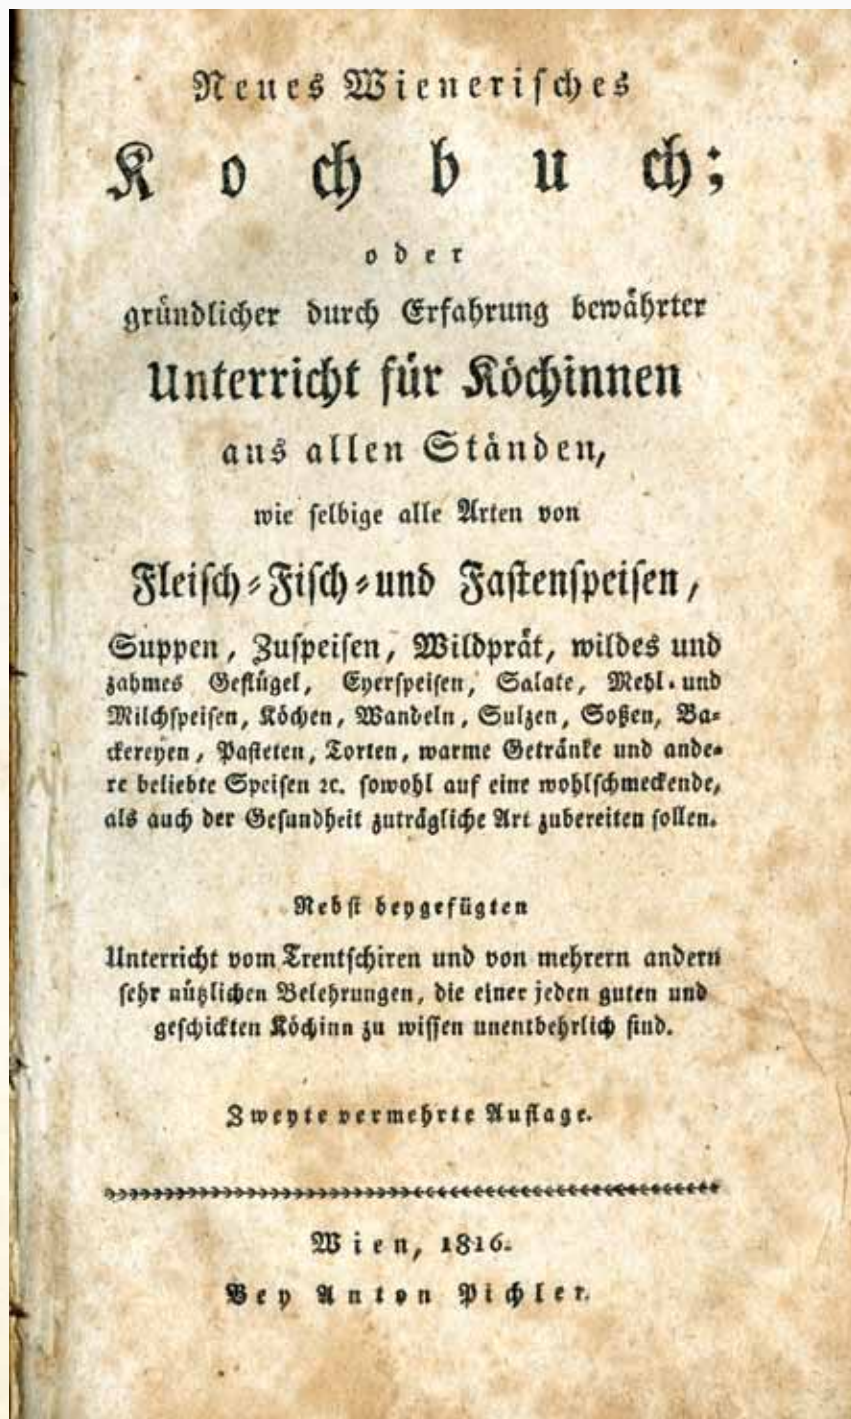 Neues Wienerisches
Kochbuch;
oder
gründlicher durch Erfahrung bewährter
Unterricht für Köchinnen
aus allen Ständen,
wie selbige alle Arten von
Fleisch-Fisch-und Fastenspeisen,
Suppen, Zuspeisen, Wildprät, wildes und
zahmes Geflügel, Eyerspeisen, Salate, Mehl- und
Milchspeisen, Köchen, Wandeln, Sulzen, Soßen, Ba-
ckereyen, Pasteten, Torten, warme Getränke und ande-
re beliebte Speisen ꝛc. sowohl auf eine wohlschmeckende,
als auch der Gesundheit zuträgliche Art zubereiten sollen.
Nebst beygefügten
Unterricht vom Trentschiren und von mehrern andern
sehr nützlichen Belehrungen, die einer jeden guten und
geschickten Köchinn zu wissen unentbehrlich sind.
Zweyte vermehrte Auflage.
Wien, 1816.
Bey Anton Pichler.